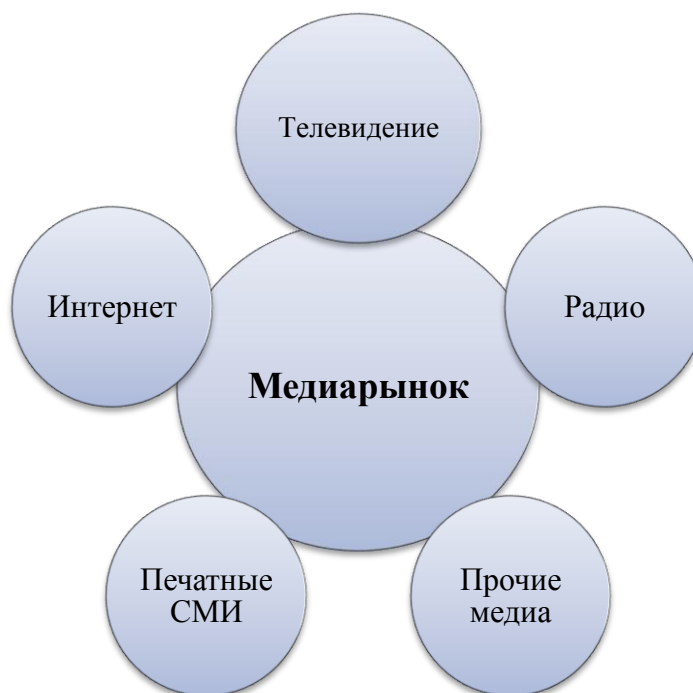 Телевидение
Интернет
Радио
Медиарынок
Печатные
СМИ
Прочие
медиа